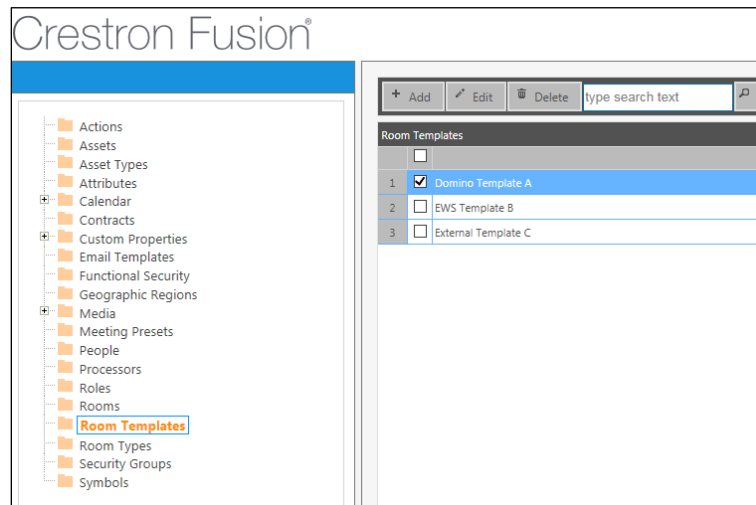 Crestron Fusion®
Actions
Assets
Asset Types
Attributes
Calendar
Contracts
Custom Properties
Email Templates
Functional Security
Geographic Regions
Media
Meeting Presets
People
Processors
Roles
Rooms
Room Templates
Room Types
Security Groups
Symbols
+ Add Edit Delete type search text
Room Templates
1 Domino Template A
2 EWS Template B
3 External Template C